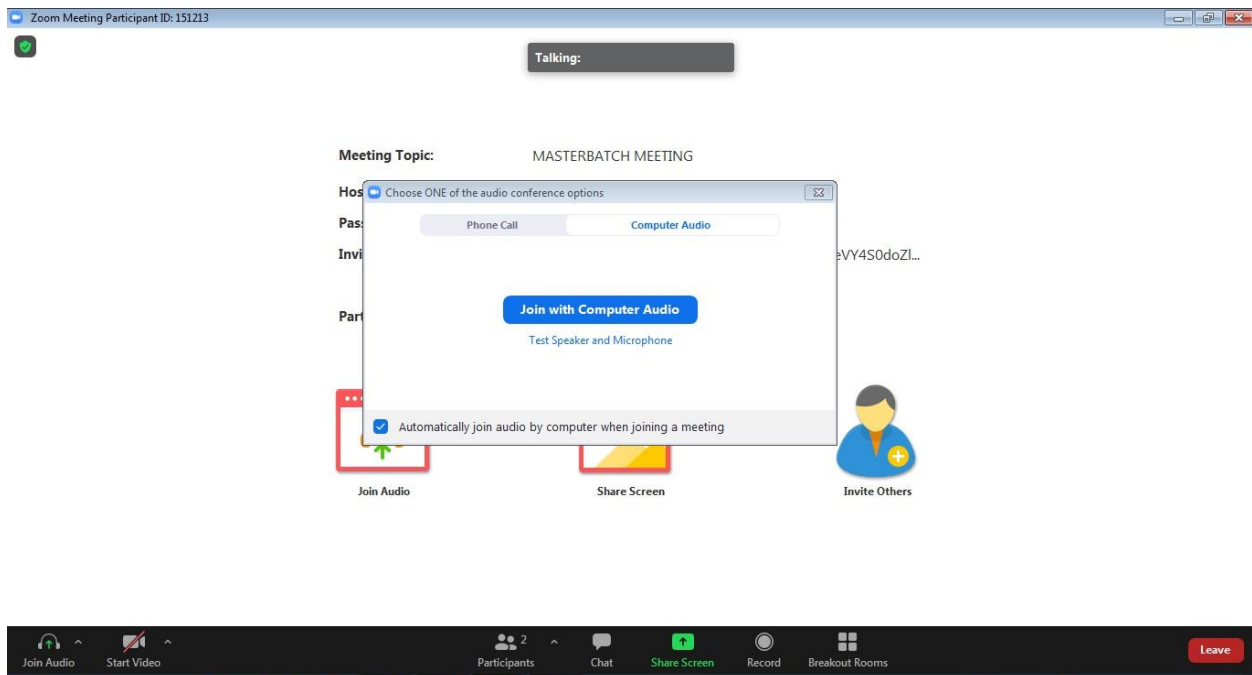 Zoom Meeting Participant ID: 151213
Talking:
Meeting Topic: MASTERBATCH MEETING
Hos
Choose ONE of the audio conference options
Pas
Phone Call Computer Audio
Invi
eVY4S0doZl...
Join with Computer Audio
Part
Test Speaker and Microphone
Automatically join audio by computer when joining a meeting
Join Audio Share Screen Invite Others
Join Audio Start Video Participants 2 Chat Share Screen Record Breakout Rooms Leave